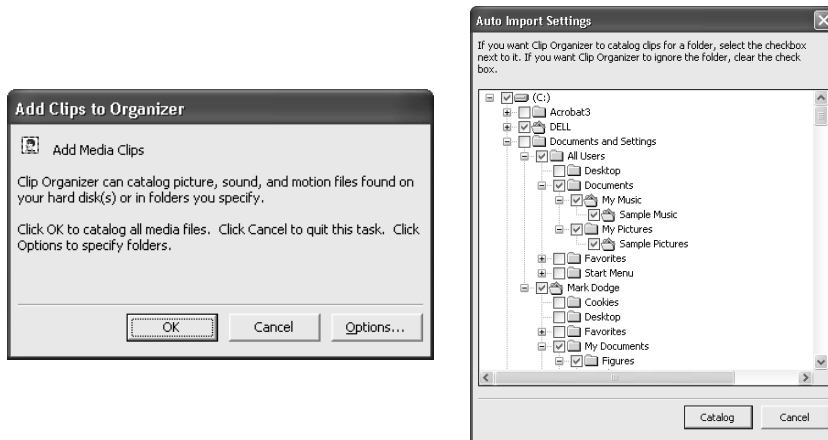 Add Clips to Organizer
Add Media Clips
Clip Organizer can catalog picture, sound, and motion files found on
your hard disk(s) or in folders you specify.
Click OK to catalog all media files. Click Cancel to quit this task. Click
Options to specify folders.
OK Cancel Options...
Auto Import Settings
If you want Clip Organizer to catalog clips for a folder, select the checkbox
next to it. If you want Clip Organizer to ignore the folder, clear the check
box.
(C:)
Acrobat3
DELL
Documents and Settings
All Users
Desktop
Documents
My Music
Sample Music
My Pictures
Sample Pictures
Favorites
Start Menu
Mark Dodge
Cookies
Desktop
Favorites
My Documents
Figures
Catalog Cancel